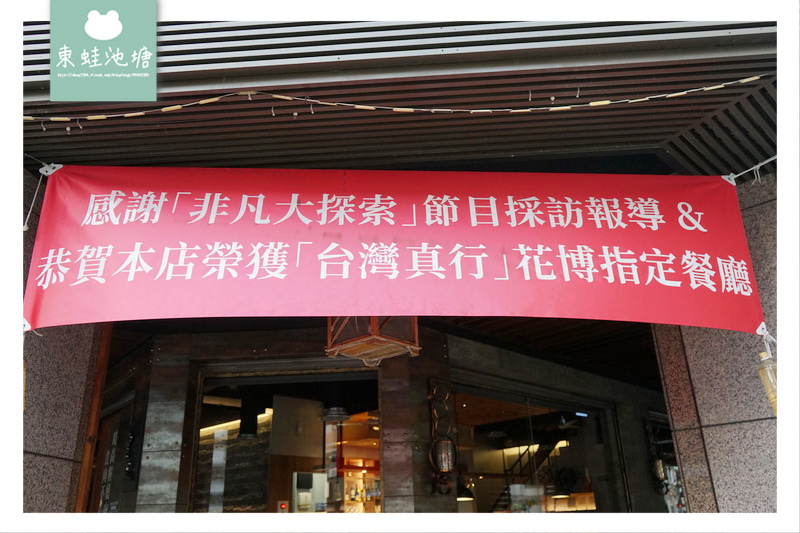 東蛙池塘
感謝「非凡大探索」節目採訪報導 &
恭賀本店榮獲「台灣真行」花博指定餐廳